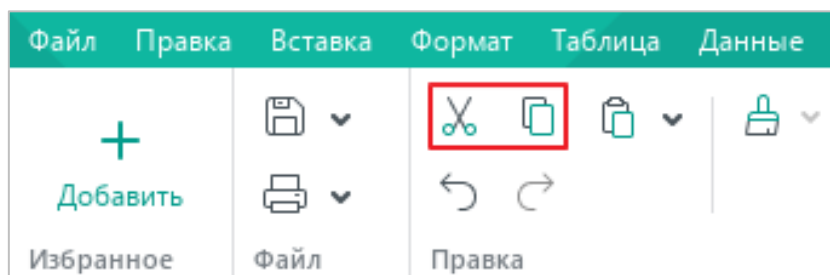 Файл Правка Вставка Формат Таблица Данные
Добавить
Избранное Файл Правка